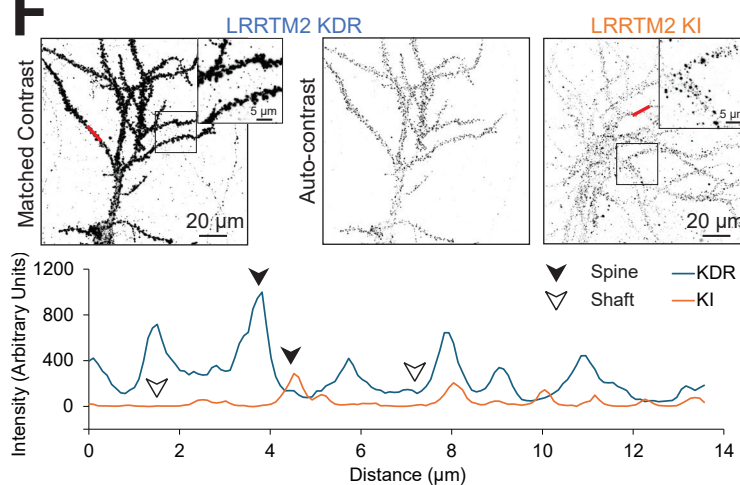 F
LRRTM2 KDR
LRRTM2 KI
Matched Contrast
5 µm
20 µm
Auto-contrast
5 µm
20 µm
Intensity (Arbitrary Units)
1200
800
400
0
Spine
Shaft
KDR
KI
0 2 4 6 8 10 12 14
Distance (µm)